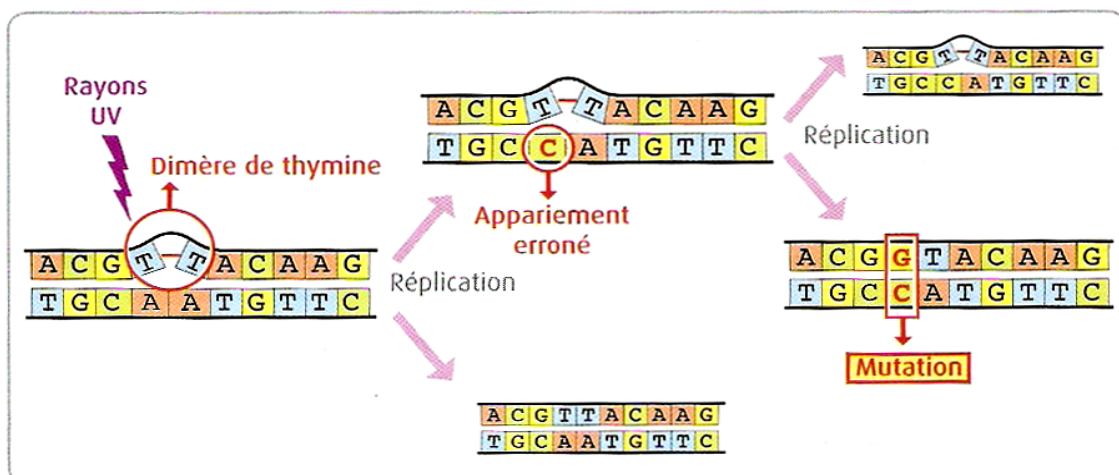 Rayons
UV
Dimère de thymine
ACGTTACAAG
TGCAATGTTC
Réplication
ACGTTACAAG
TGCCATGTTC
Appariement
erroné
ACGTTACAAG
TGCAATGTTC
Réplication
ACGTTACAAG
TGCCATGTTC
ACGGTACAAG
TGCCATGTTC
Mutation